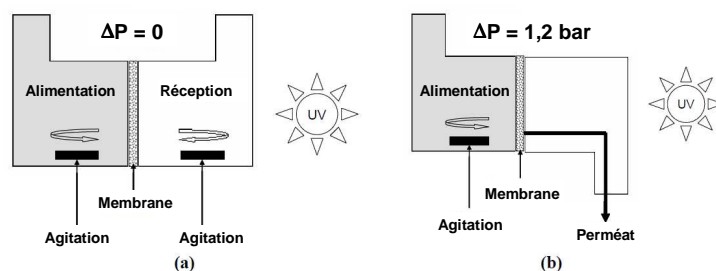 ΔP = 0
Alimentation
Réception
UV
Membrane
Agitation
Agitation
(a)
ΔP = 1,2 bar
Alimentation
UV
Membrane
Agitation
Perméat
(b)